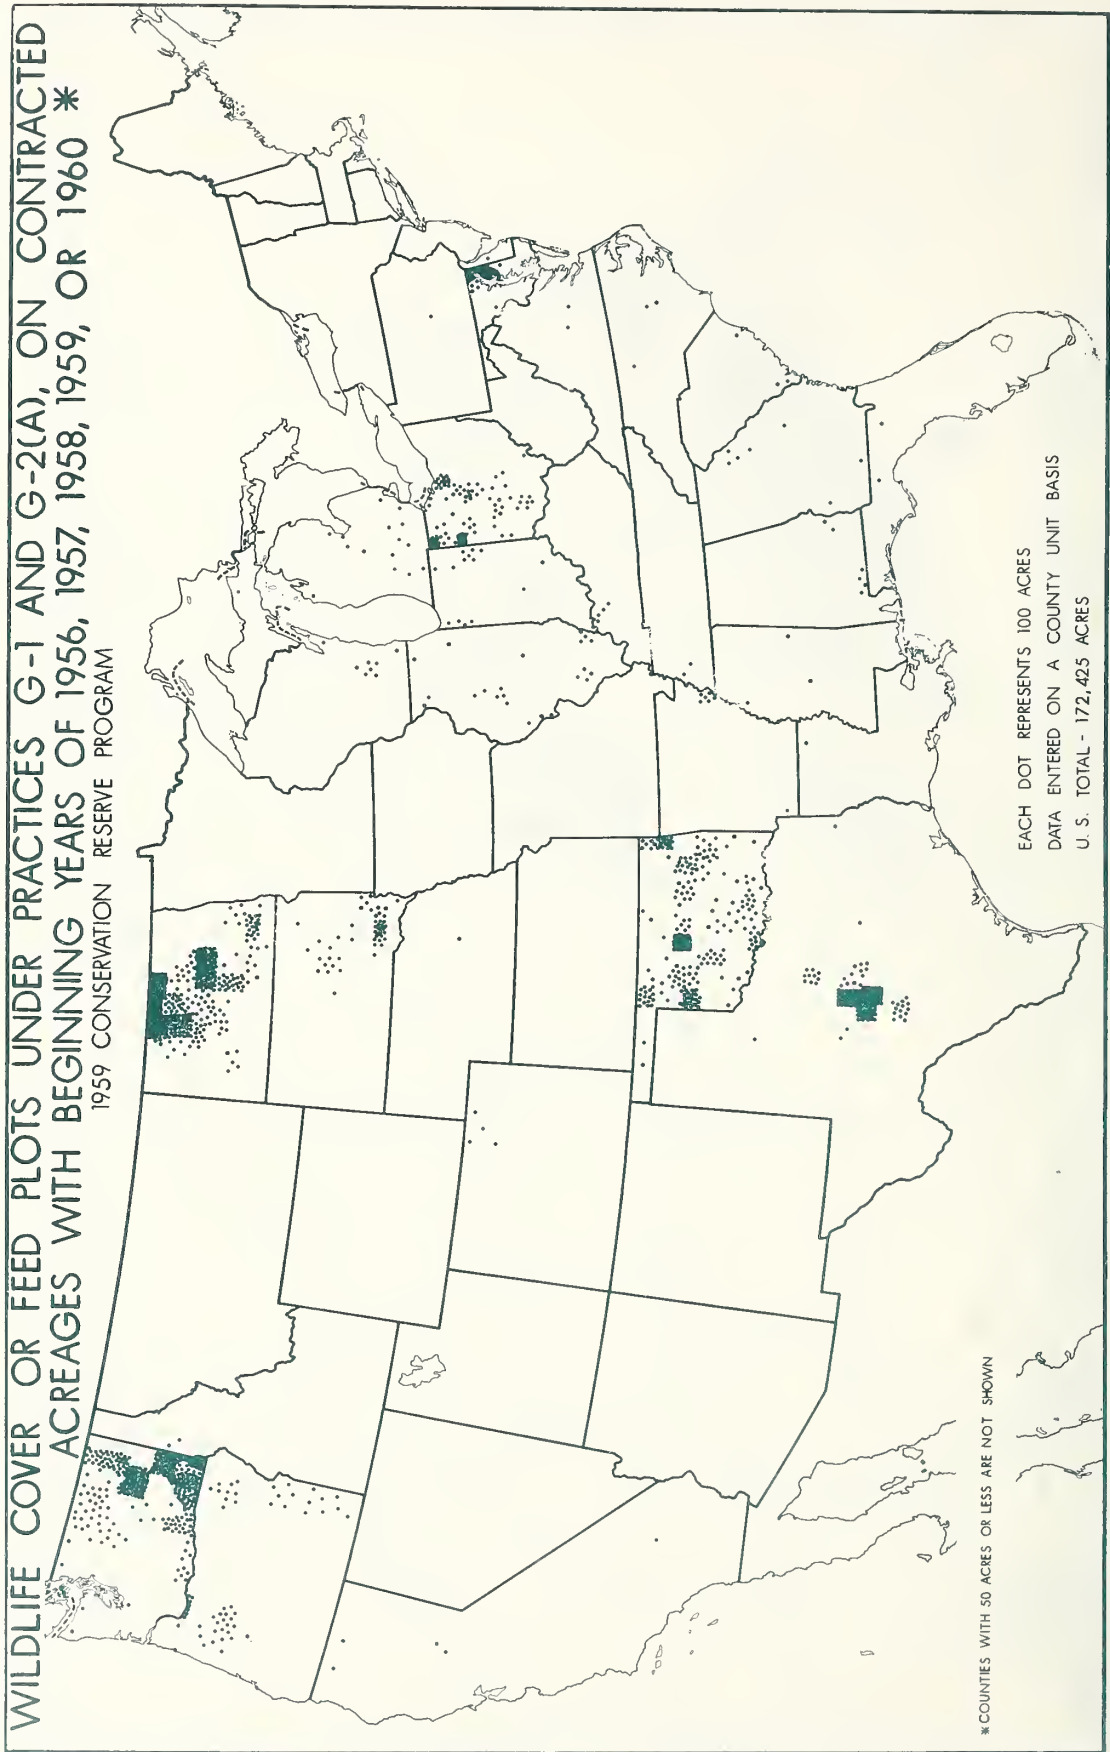 WILDLIFE COVER OR FEED PLOTS UNDER PRACTICES G-1 AND G-2(A), ON CONTRACTED
ACREAGES WITH BEGINNING YEARS OF 1956, 1957, 1958, 1959, OR 1960 *
1959 CONSERVATION RESERVE PROGRAM
EACH DOT REPRESENTS 100 ACRES
DATA ENTERED ON A COUNTY UNIT BASIS
U. S. TOTAL - 172,425 ACRES
* COUNTIES WITH 50 ACRES OR LESS ARE NOT SHOWN